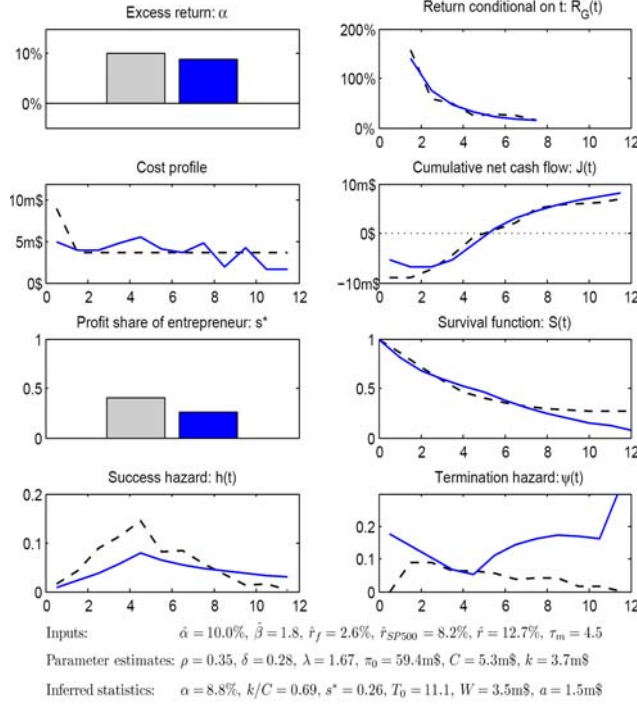 Excess return: α
Return conditional on t: R_G(t)
10%
0%
200%
100%
0%
0 2 4 6 8 10 12
Cost profile
Cumulative net cash flow: J(t)
10m$
5m$
0$
0 2 4 6 8 10 12
10m$
0$
−10m$
0 2 4 6 8 10 12
Profit share of entrepreneur: s*
Survival function: S(t)
1
0.5
0
1
0.5
0
0 2 4 6 8 10 12
Success hazard: h(t)
Termination hazard: ψ(t)
0.2
0.1
0
0 2 4 6 8 10 12
0.2
0.1
0
0 2 4 6 8 10 12
Inputs: α̂ = 10.0%, β̂ = 1.8, r̂_f = 2.6%, r̂_SP500 = 8.2%, r̂ = 12.7%, τ_m = 4.5
Parameter estimates: ρ = 0.35, δ = 0.28, λ = 1.67, π_0 = 59.4m$, C = 5.3m$, k = 3.7m$
Inferred statistics: α = 8.8%, k/C = 0.69, s* = 0.26, T_0 = 11.1, W = 3.5m$, a = 1.5m$